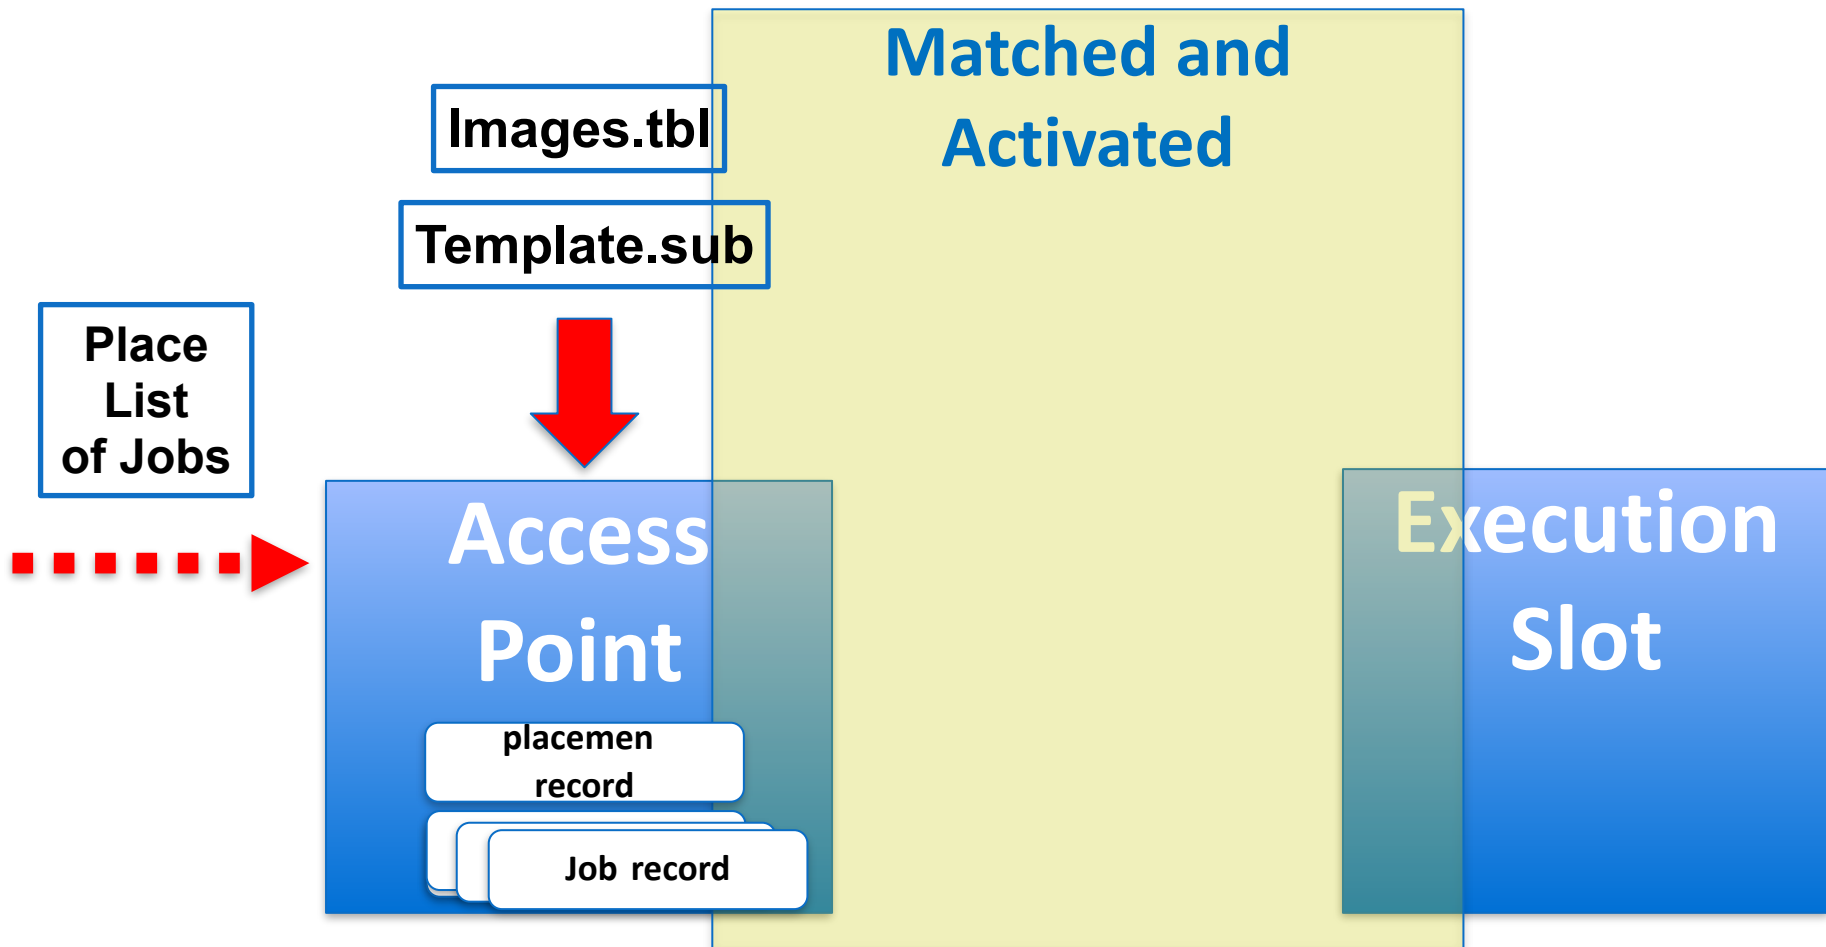 Matched and
Activated
Images.tbl
Template.sub
Place
List
of Jobs
Access
Point
placemen
record
Job record
Execution
Slot